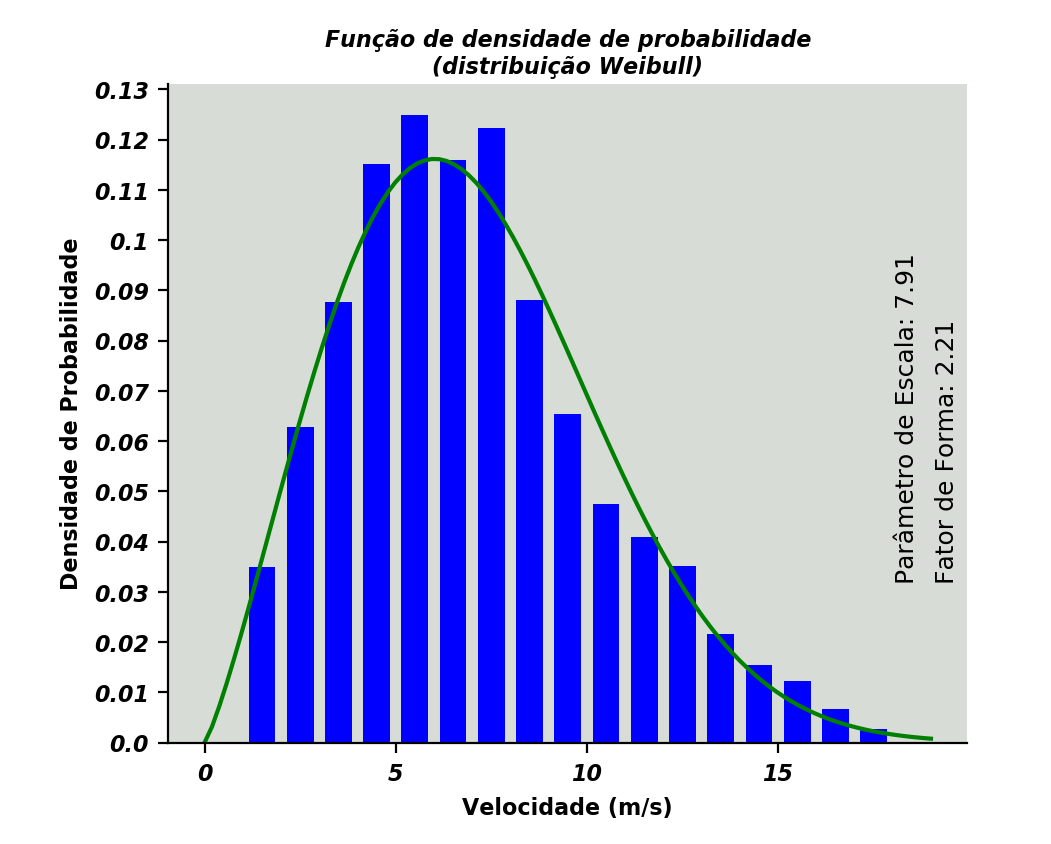 Função de densidade de probabilidade
(distribuição Weibull)
0.13
0.12
0.11
0.1
0.09
0.08
0.07
0.06
0.05
0.04
0.03
0.02
0.01
0.0
Densidade de Probabilidade
0 5 10 15
Velocidade (m/s)
Parâmetro de Escala: 7.91
Fator de Forma: 2.21